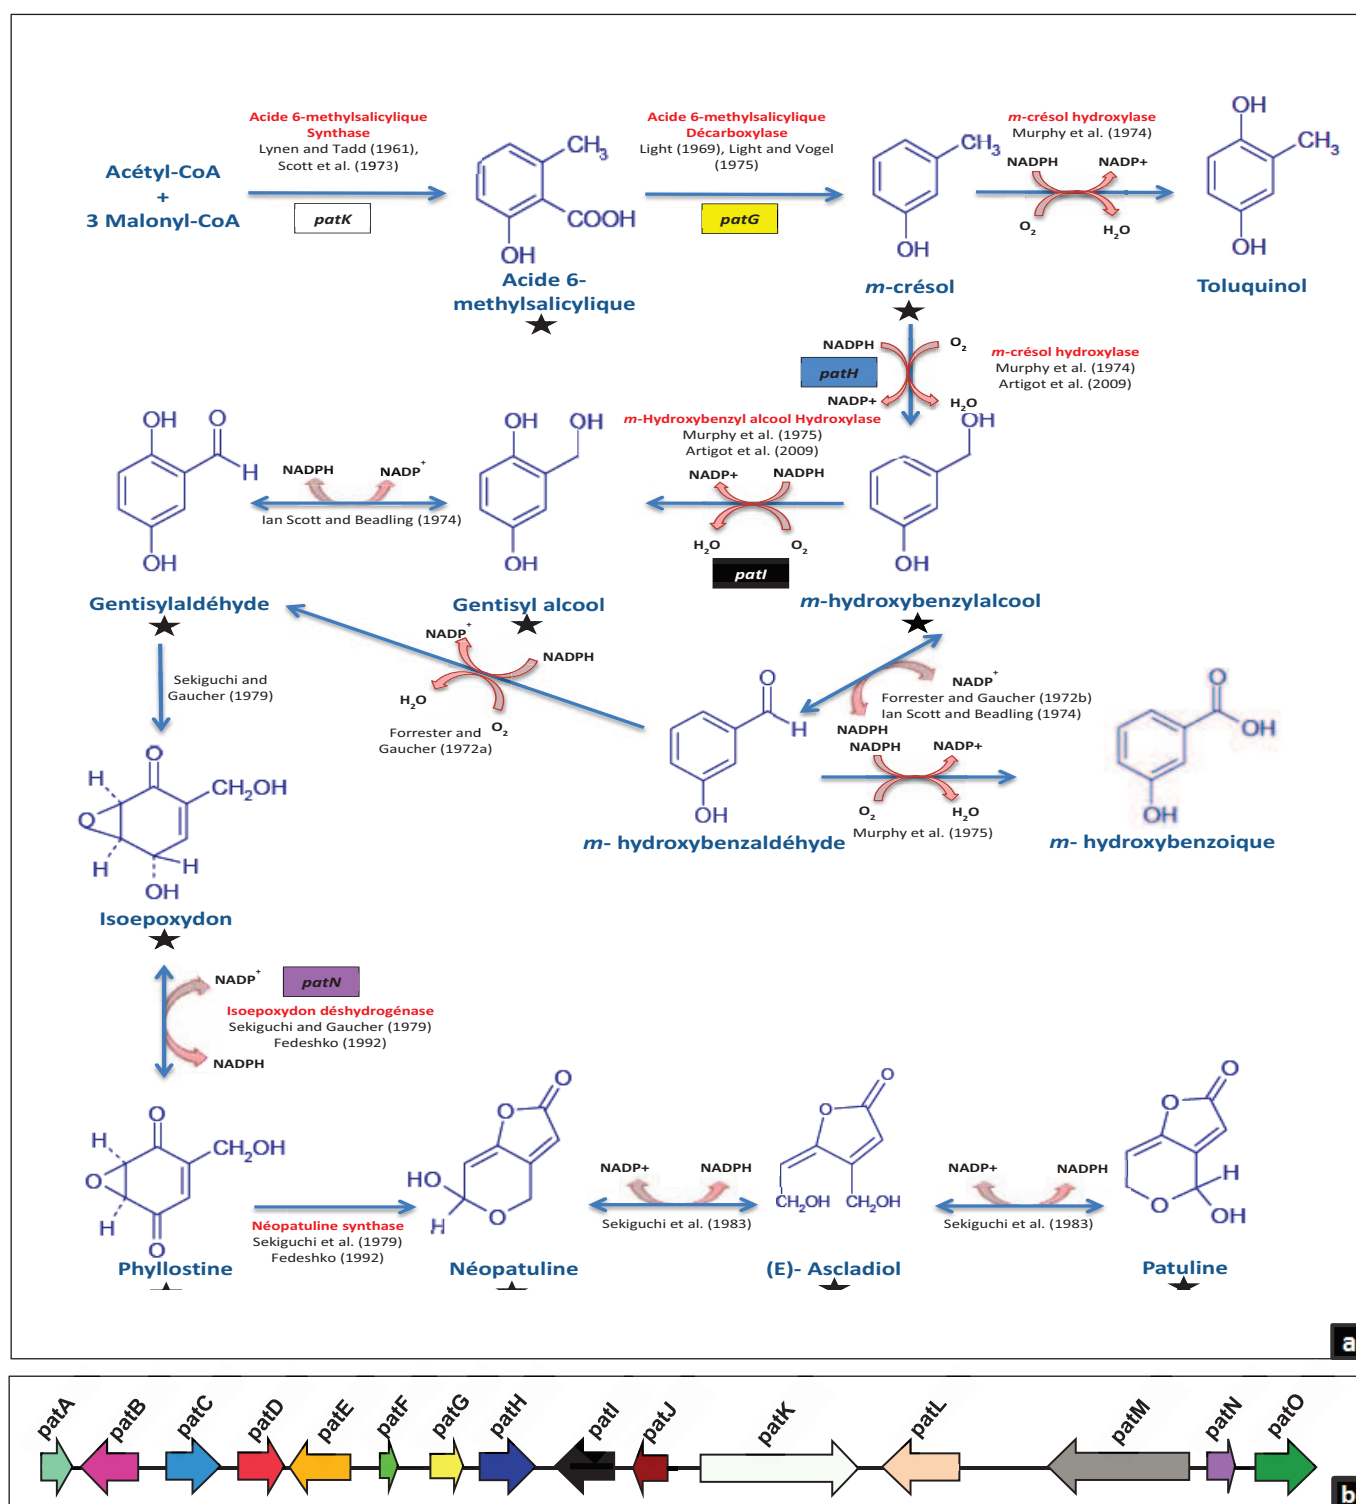 Acétyl-CoA
+
3 Malonyl-CoA
Acide 6-methylsalicylique
Synthase
Lynen and Tadd (1961),
Scott et al. (1973)
patK
CH3
COOH
OH
Acide 6-
methylsalicylique
Acide 6-methylsalicylique
Décarboxylase
Light (1969), Light and Vogel
(1975)
patG
CH3
OH
m-crésol
m-crésol hydroxylase
Murphy et al. (1974)
NADPH
NADP+
O2
H2O
OH
CH3
OH
Toluquinol
NADPH
O2
patH
NADP+
H2O
m-crésol hydroxylase
Murphy et al. (1974)
Artigot et al. (2009)
OH
O
H
OH
Gentisylaldéhyde
NADPH
NADP+
Ian Scott and Beadling (1974)
OH
OH
OH
Gentisyl alcool
m-Hydroxybenzyl alcool Hydroxylase
Murphy et al. (1975)
Artigot et al. (2009)
NADP+
NADPH
H2O
O2
patI
OH
OH
m-hydroxybenzylalcool
Sekiguchi and
Gaucher (1979)
NADP+
NADPH
H2O
O2
Forrester and
Gaucher (1972a)
O
H
OH
m- hydroxybenzaldéhyde
NADP+
Forrester and Gaucher (1972b)
Ian Scott and Beadling (1974)
NADPH
NADPH
NADP+
O2
H2O
Murphy et al. (1975)
O
OH
OH
m- hydroxybenzoique
O
H
CH2OH
O
H
H
OH
Isoepoxydon
NADP+
patN
Isoepoxydon déshydrogénase
Sekiguchi and Gaucher (1979)
Fedeshko (1992)
NADPH
O
H
CH2OH
O
H
O
Phyllostine
Néopatuline synthase
Sekiguchi et al. (1979)
Fedeshko (1992)
O
O
HO
H
O
Néopatuline
NADP+
NADPH
Sekiguchi et al. (1983)
O
O
CH2OH
CH2OH
(E)- Ascladiol
NADP+
NADPH
Sekiguchi et al. (1983)
O
O
H
O
OH
Patuline
a
patA
patB
patC
patD
patE
patF
patG
patH
patI
patJ
patK
patL
patM
patN
patO
b